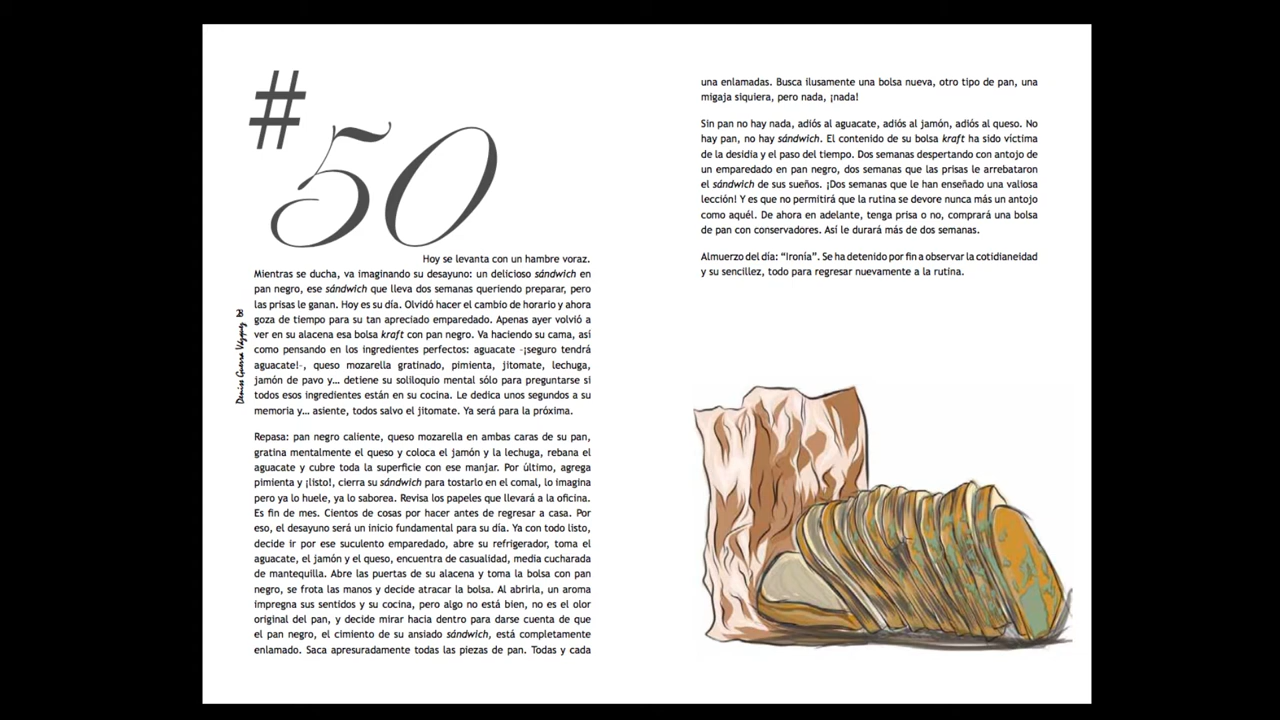 #
50
Hoy se levanta con un hambre voraz.
Mientras se ducha, va imaginando su desayuno: un delicioso sándwich en
pan negro, ese sándwich que lleva dos semanas queriendo preparar, pero
las prisas le ganan. Hoy es su día. Olvidó hacer el cambio de horario y ahora
goza de tiempo para su tan apreciado emparedado. Apenas ayer volvió a
ver en su alacena esa bolsa kraft con pan negro. Va haciendo su cama, así
como pensando en los ingredientes perfectos: aguacate -¡seguro tendrá
aguacate!-, queso mozarella gratinado, pimienta, jitomate, lechuga,
jamón de pavo y... detiene su soliloquio mental sólo para preguntarse si
todos esos ingredientes están en su cocina. Le dedica unos segundos a su
memoria y... asiente, todos salvo el jitomate. Ya será para la próxima.
Repasa: pan negro caliente, queso mozarella en ambas caras de su pan,
gratina mentalmente el queso y coloca el jamón y la lechuga, rebana el
aguacate y cubre toda la superficie con ese manjar. Por último, agrega
pimienta y ¡listo!, cierra su sándwich para tostarlo en el comal, lo imagina
pero ya lo huele, ya lo saborea. Revisa los papeles que llevará a la oficina.
Es fin de mes. Cientos de cosas por hacer antes de regresar a casa. Por
eso, el desayuno será un inicio fundamental para su día. Ya con todo listo,
decide ir por ese suculento emparedado, abre su refrigerador, toma el
aguacate, el jamón y el queso, encuentra de casualidad, media cucharada
de mantequilla. Abre las puertas de su alacena y toma la bolsa con pan
negro, se frota las manos y decide atracar la bolsa. Al abrirla, un aroma
impregna sus sentidos y su cocina, pero algo no está bien, no es el olor
original del pan, y decide mirar hacia dentro para darse cuenta de que
el pan negro, el cimiento de su ansiado sándwich, está completamente
enlamado. Saca apresuradamente todas las piezas de pan. Todas y cada
Deniss Guerra Vázquez
una enlamadas. Busca ilusamente una bolsa nueva, otro tipo de pan, una
migaja siquiera, pero nada, ¡nada!
Sin pan no hay nada, adiós al aguacate, adiós al jamón, adiós al queso. No
hay pan, no hay sándwich. El contenido de su bolsa kraft ha sido víctima
de la desidia y el paso del tiempo. Dos semanas despertando con antojo de
un emparedado en pan negro, dos semanas que las prisas le arrebataron
el sándwich de sus sueños. ¡Dos semanas que le han enseñado una valiosa
lección! Y es que no permitirá que la rutina se devore nunca más un antojo
como aquél. De ahora en adelante, tenga prisa o no, comprará una bolsa
de pan con conservadores. Así le durará más de dos semanas.
Almuerzo del día: “Ironía”. Se ha detenido por fin a observar la cotidianeidad
y su sencillez, todo para regresar nuevamente a la rutina.